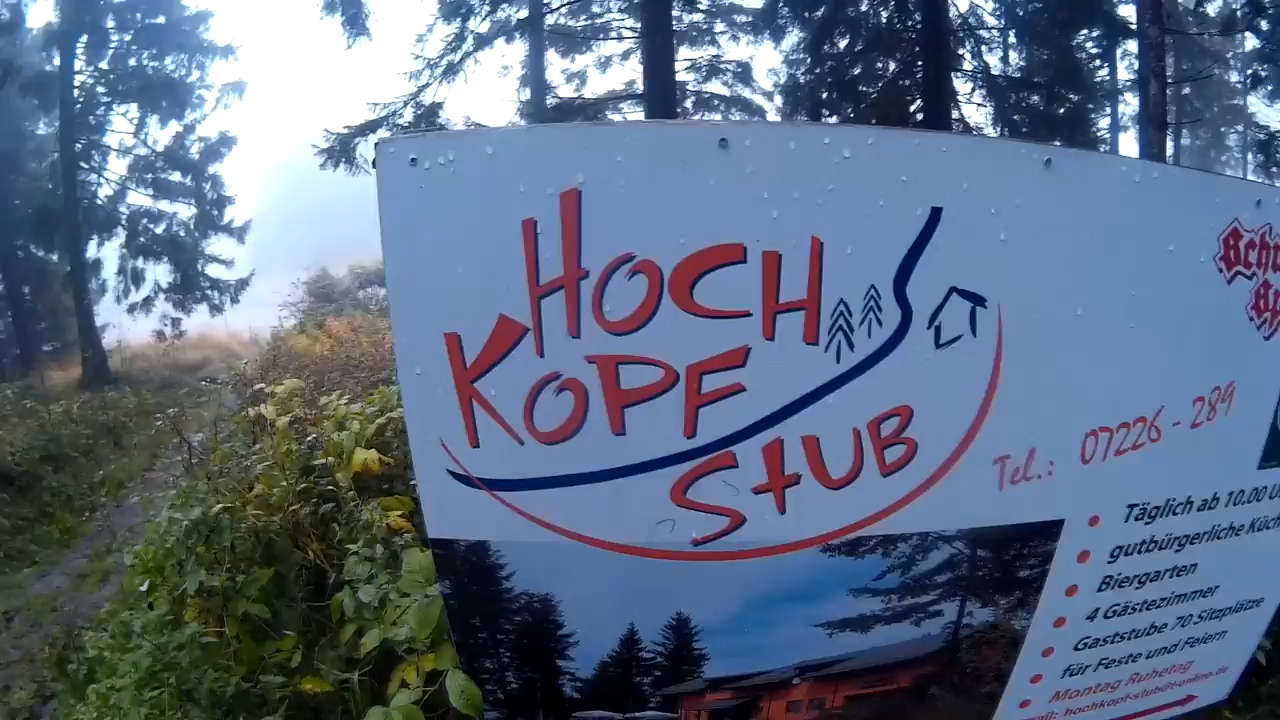 HOCH
KOPF
STUB
Tel.: 07226 - 289
Täglich ab 10.00
gutbürgerliche
Biergarten
4 Gästezimmer
Gaststube 70 Sitzplätze
für Feste und Feiern
Montag Ruhetag
hochkopf-stub@t-online.de